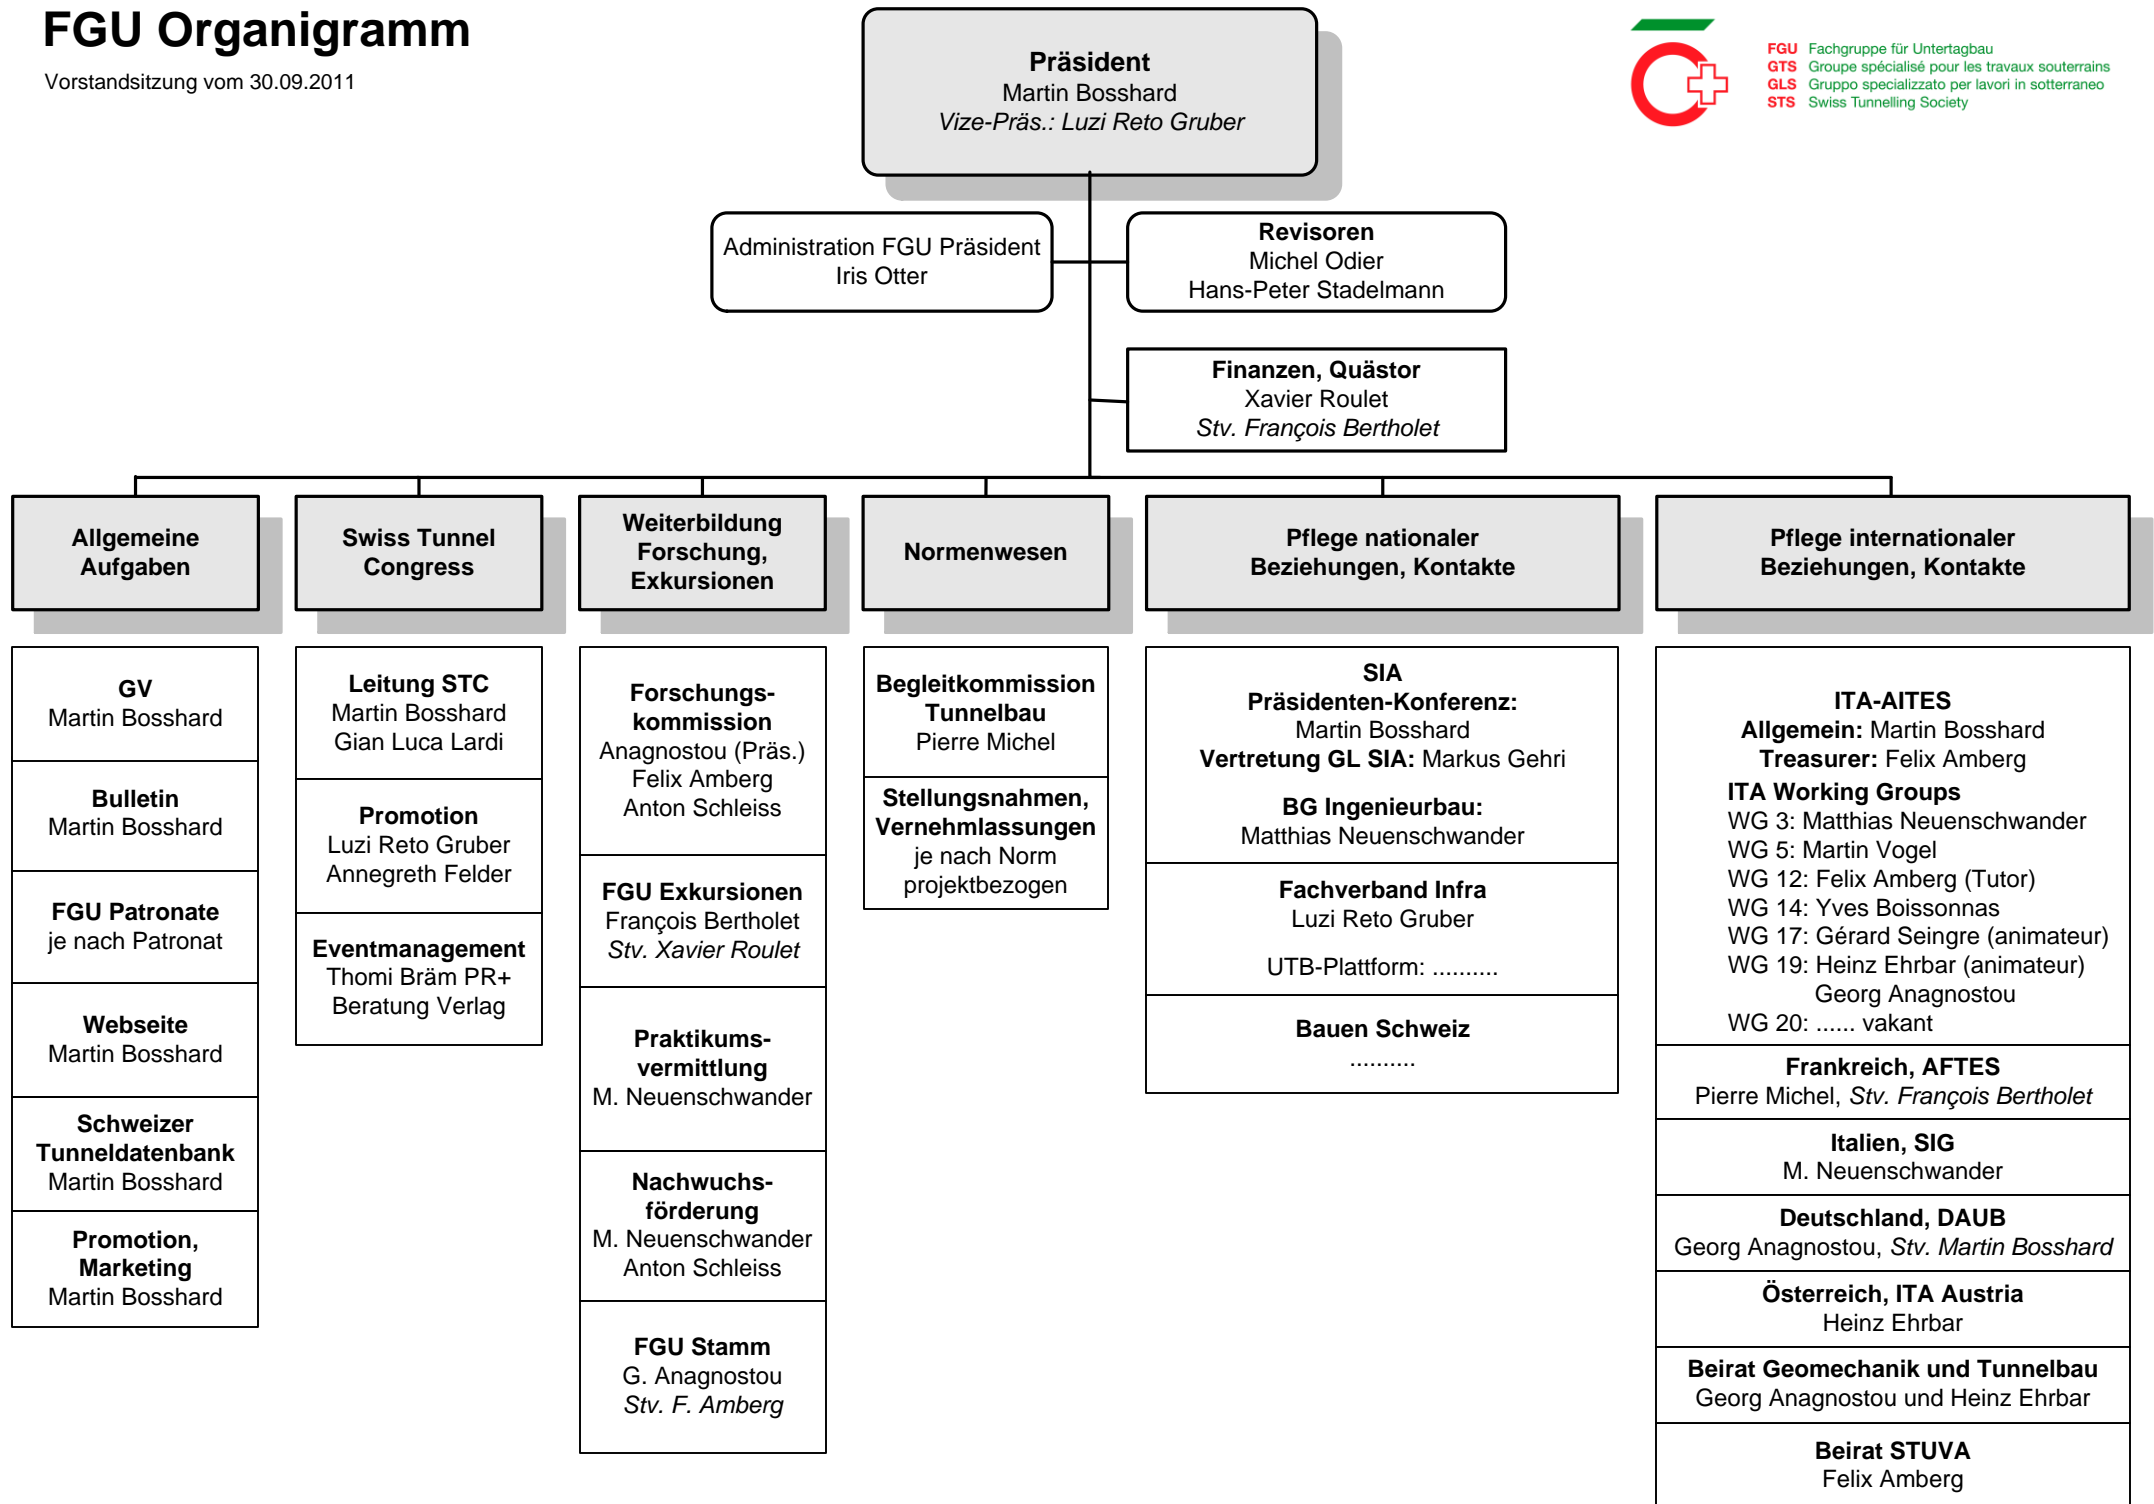 FGU Organigramm
Vorstandsitzung vom 30.09.2011
Präsident
Martin Bosshard
Vize-Präs.: Luzi Reto Gruber
FGU Fachgruppe für Untertagbau
GTS Groupe spécialisé pour les travaux souterrains
GLS Gruppo specializzato per lavori in sotterraneo
STS Swiss Tunnelling Society
Administration FGU Präsident
Iris Otter
Revisoren
Michel Odier
Hans-Peter Stadelmann
Finanzen, Quästor
Xavier Roulet
Stv. François Bertholet
Allgemeine
Aufgaben
Swiss Tunnel
Congress
Weiterbildung
Forschung,
Exkursionen
Normenwesen
Pflege nationaler
Beziehungen, Kontakte
Pflege internationaler
Beziehungen, Kontakte
GV
Martin Bosshard
Bulletin
Martin Bosshard
FGU Patronate
je nach Patronat
Webseite
Martin Bosshard
Schweizer
Tunneldatenbank
Martin Bosshard
Promotion,
Marketing
Martin Bosshard
Leitung STC
Martin Bosshard
Gian Luca Lardi
Promotion
Luzi Reto Gruber
Annegreth Felder
Eventmanagement
Thomi Bräm PR+
Beratung Verlag
Forschungs-
kommission
Anagnostou (Präs.)
Felix Amberg
Anton Schleiss
FGU Exkursionen
François Bertholet
Stv. Xavier Roulet
Praktikums-
vermittlung
M. Neuenschwander
Nachwuchs-
förderung
M. Neuenschwander
Anton Schleiss
FGU Stamm
G. Anagnostou
Stv. F. Amberg
Begleitkommission
Tunnelbau
Pierre Michel
Stellungsnahmen,
Vernehmlassungen
je nach Norm
projektbezogen
SIA
Präsidenten-Konferenz:
Martin Bosshard
Vertretung GL SIA: Markus Gehri
BG Ingenieurbau:
Matthias Neuenschwander
Fachverband Infra
Luzi Reto Gruber
UTB-Plattform: ..........
Bauen Schweiz
..........
ITA-AITES
Allgemein: Martin Bosshard
Treasurer: Felix Amberg
ITA Working Groups
WG 3: Matthias Neuenschwander
WG 5: Martin Vogel
WG 12: Felix Amberg (Tutor)
WG 14: Yves Boissonnas
WG 17: Gérard Seingre (animateur)
WG 19: Heinz Ehrbar (animateur)
Georg Anagnostou
WG 20: ...... vakant
Frankreich, AFTES
Pierre Michel, Stv. François Bertholet
Italien, SIG
M. Neuenschwander
Deutschland, DAUB
Georg Anagnostou, Stv. Martin Bosshard
Österreich, ITA Austria
Heinz Ehrbar
Beirat Geomechanik und Tunnelbau
Georg Anagnostou und Heinz Ehrbar
Beirat STUVA
Felix Amberg